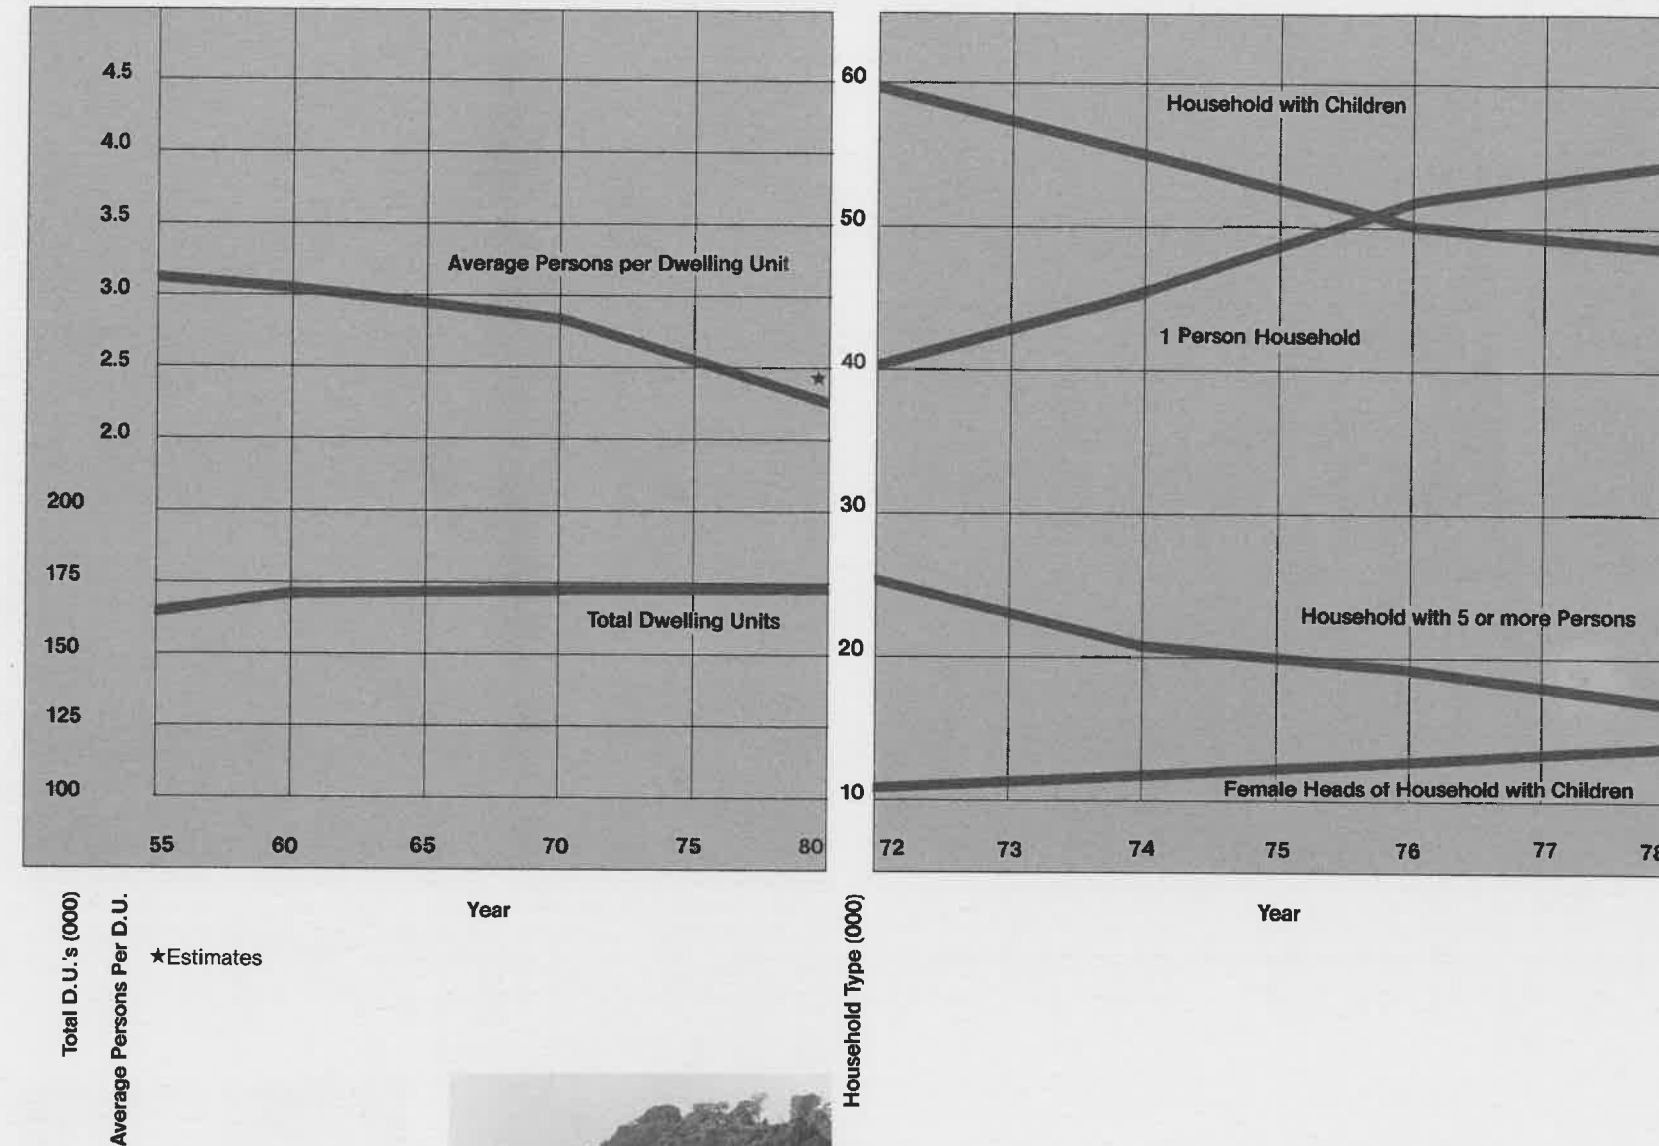 4.5
4.0
3.5
3.0
2.5
2.0
200
175
150
125
100
Average Persons per Dwelling Unit
★
Total Dwelling Units
55 60 65 70 75 80
Year
Total D.U.'s (000)
Average Persons Per D.U.
★Estimates
60
50
40
30
20
10
Household with Children
1 Person Household
Household with 5 or more Persons
Female Heads of Household with Children
72 73 74 75 76 77 78
Year
Household Type (000)